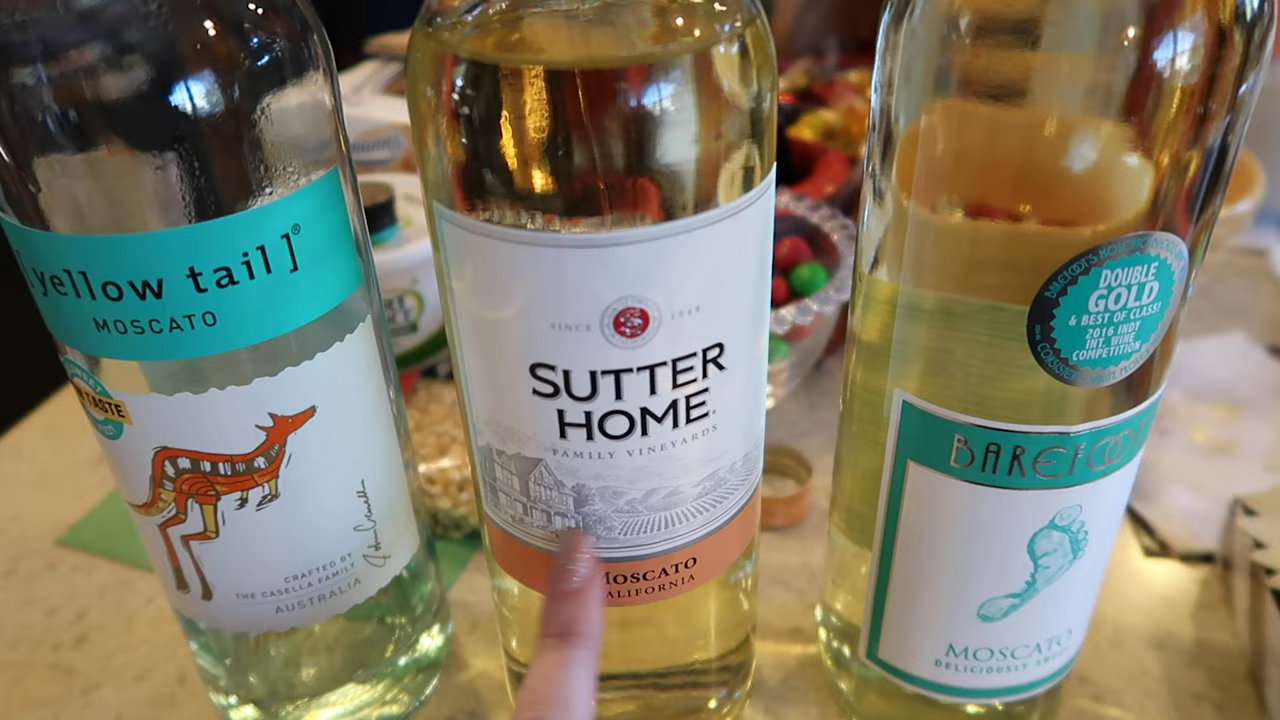 [yellow tail]®
MOSCATO
TASTE
CRAFTED BY
THE CASELLA FAMILY
AUSTRALIA
SINCE 1948
SUTTER
HOME
FAMILY VINEYARDS
MOSCATO
CALIFORNIA
DOUBLE
GOLD
& BEST OF CLASS!
2016 INDY
INT. WINE
COMPETITION
BAREFOOT
MOSCATO
DELICIOUSLY